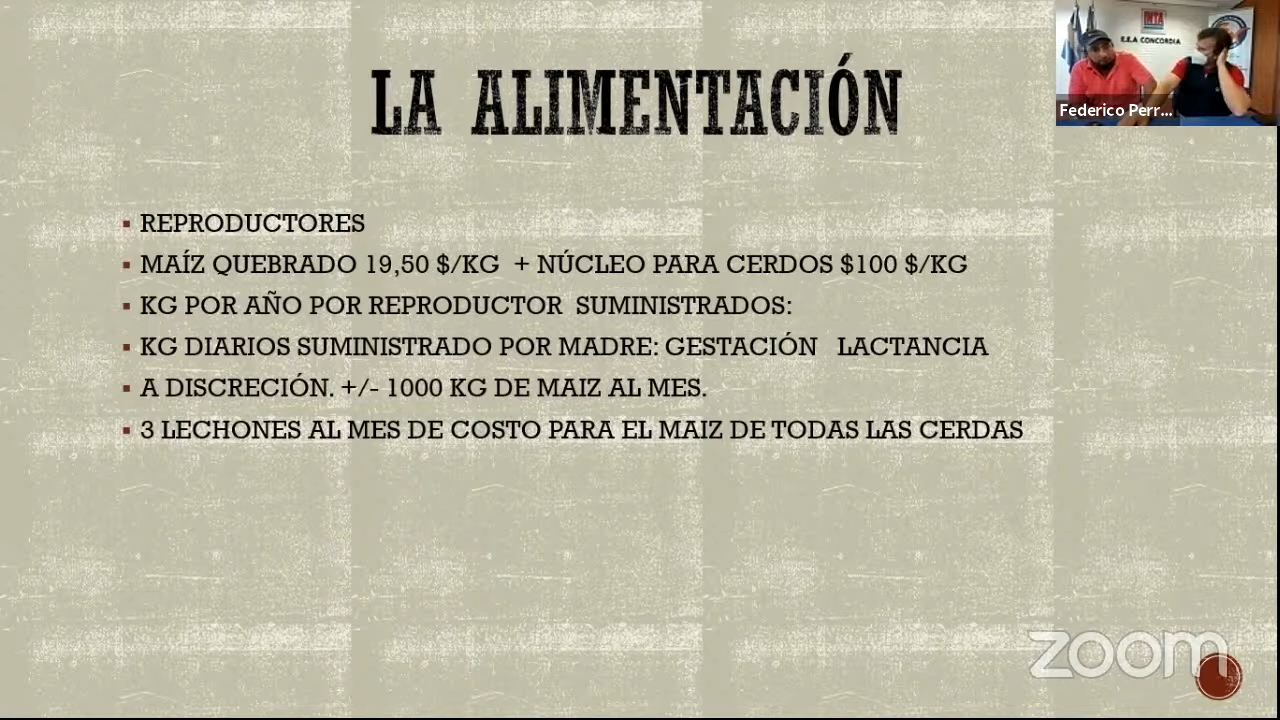 LA ALIMENTACIÓN
REPRODUCTORES
MAÍZ QUEBRADO 19,50 $/KG + NÚCLEO PARA CERDOS $100 $/KG
KG POR AÑO POR REPRODUCTOR SUMINISTRADOS:
KG DIARIOS SUMINISTRADO POR MADRE: GESTACIÓN LACTANCIA
A DISCRECIÓN. +/- 1000 KG DE MAIZ AL MES.
3 LECHONES AL MES DE COSTO PARA EL MAIZ DE TODAS LAS CERDAS
INTA
E.E.A CONCORDIA
Federico Perr...
zoom